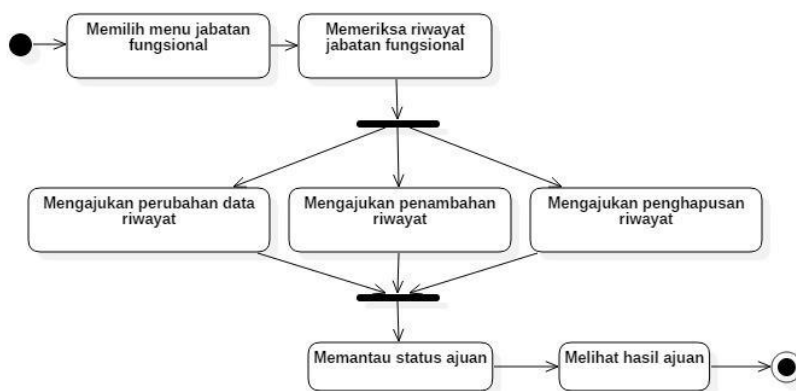 Memilih menu jabatan
fungsional
Memeriksa riwayat
jabatan fungsional
Mengajukan perubahan data
riwayat
Mengajukan penambahan
riwayat
Mengajukan penghapusan
riwayat
Memantau status ajuan
Melihat hasil ajuan